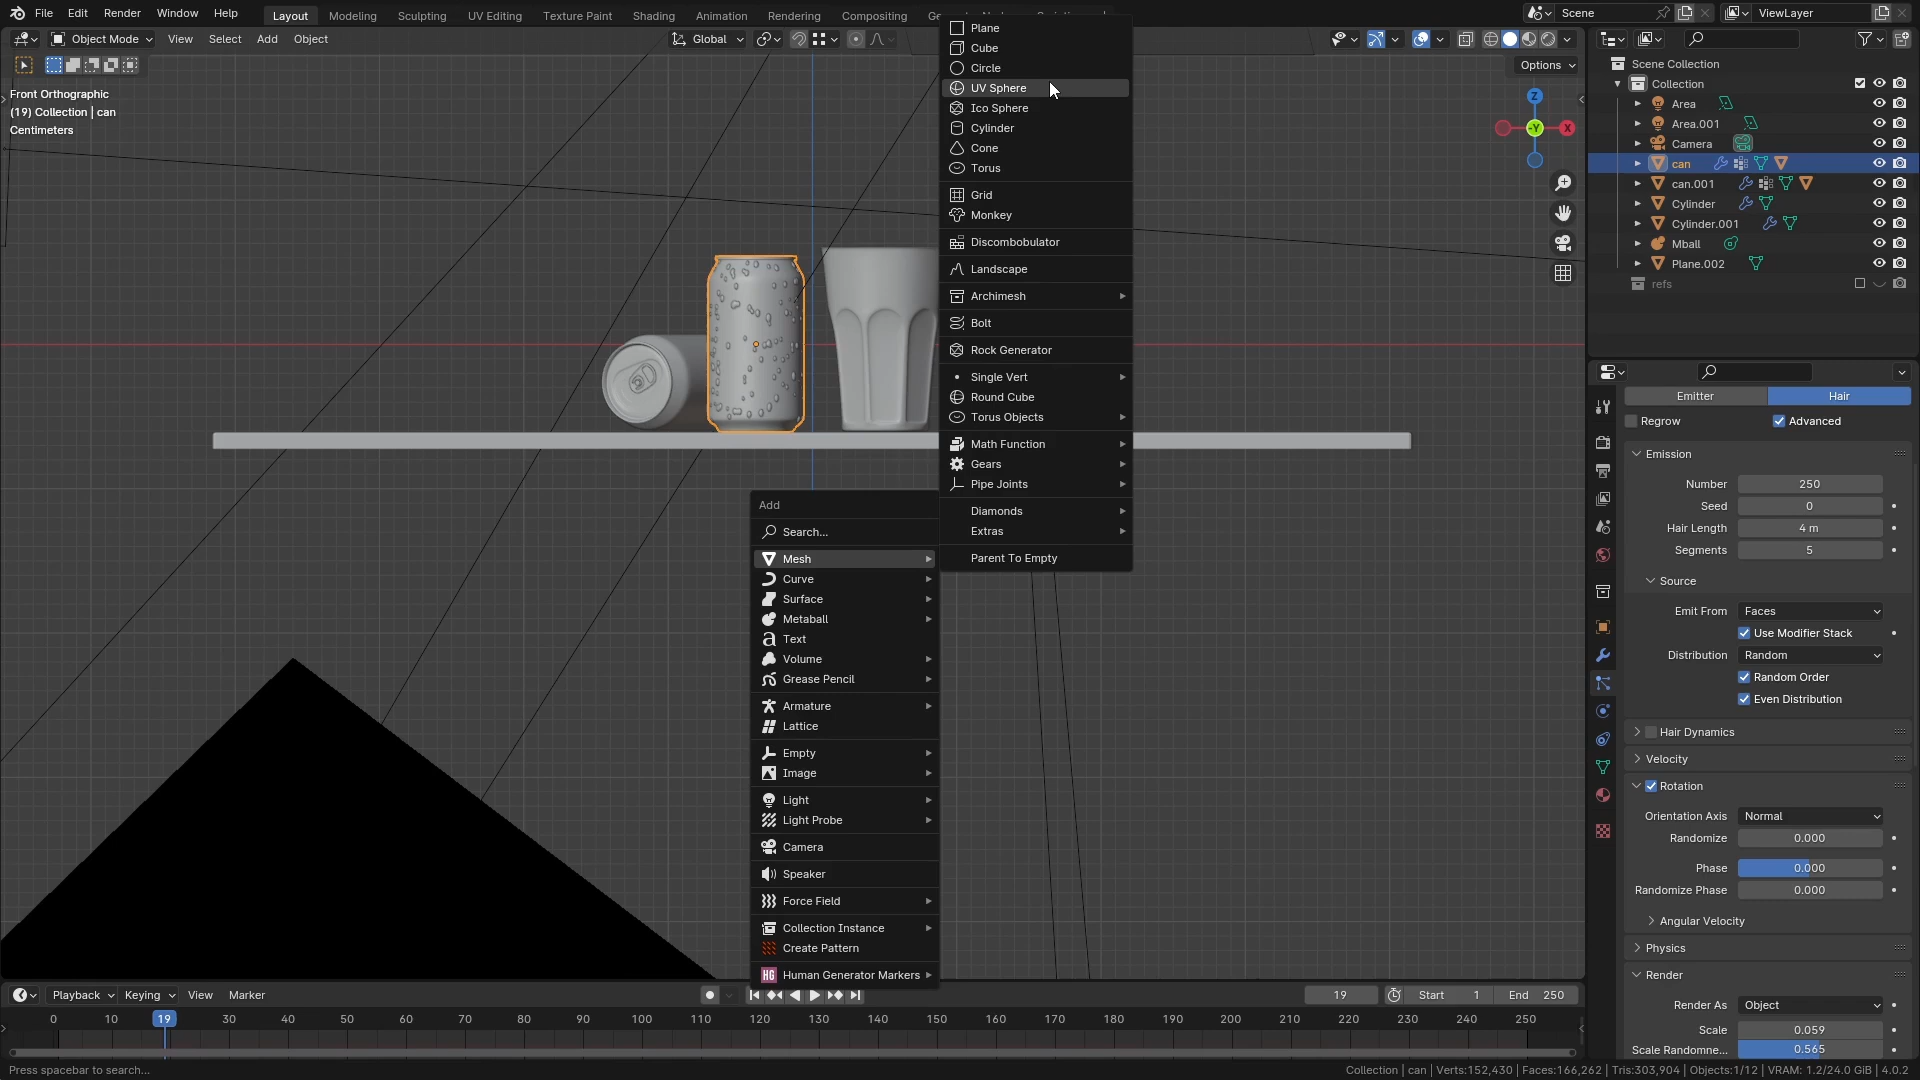 File Edit Render Window Help Layout Modeling Sculpting UV Editing Texture Paint Shading Animation Rendering Compositing Scene ViewLayer
Object Mode View Select Add Object Global
Options
Front Orthographic
(19) Collection | can
Centimeters
Z
-Y
X
Plane
Cube
Circle
UV Sphere
Ico Sphere
Cylinder
Cone
Torus
Grid
Monkey
Discombobulator
Landscape
Archimesh
Bolt
Rock Generator
Single Vert
Round Cube
Torus Objects
Math Function
Gears
Pipe Joints
Diamonds
Extras
Parent To Empty
Add
Search...
Mesh
Curve
Surface
Metaball
Text
Volume
Grease Pencil
Armature
Lattice
Empty
Image
Light
Light Probe
Camera
Speaker
Force Field
Collection Instance
Create Pattern
HG Human Generator Markers
Scene Collection
Collection
Area
Area.001
Camera
can
can.001
Cylinder
Cylinder.001
Mball
Plane.002
refs
Emitter Hair
Regrow Advanced
Emission
Number 250
Seed 0
Hair Length 4 m
Segments 5
Source
Emit From Faces
Use Modifier Stack
Distribution Random
Random Order
Even Distribution
Hair Dynamics
Velocity
Rotation
Orientation Axis Normal
Randomize 0.000
Phase 0.000
Randomize Phase 0.000
Angular Velocity
Physics
Render
Render As Object
Scale 0.059
Scale Randomne... 0.565
Playback Keying View Marker 19 Start 1 End 250
0 10 19 30 40 50 60 70 80 90 100 110 120 130 140 150 160 170 180 190 200 210 220 230 240 250
Press spacebar to search... Collection | can | Verts:152,430 | Faces:166,262 | Tris:303,904 | Objects:1/12 | VRAM: 1.2/24.0 GiB | 4.0.2